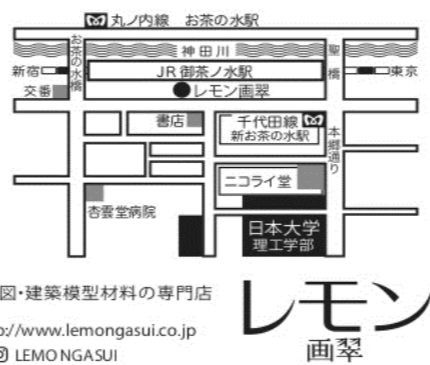 丸ノ内線 お茶の水駅
お茶の水橋
神田川
聖橋
新宿
JR御茶ノ水駅
東京
交番
レモン画翠
書店
千代田線
新お茶の水駅
本郷通り
ニコライ堂
杏雲堂病院
日本大学
理工学部
図・建築模型材料の専門店
p://www.lemongasui.co.jp
LEMONGASUI
レモン
画翠